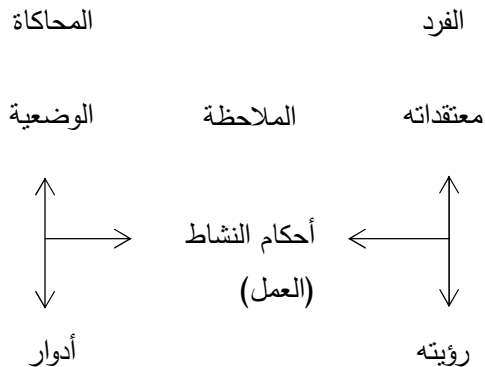 الفرد المحاكاة
معتقداته الملاحظة الوضعية
أحكام النشاط
(العمل)
رؤيته أدوار